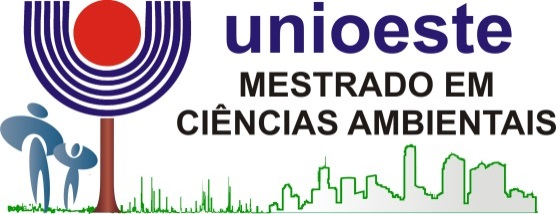 unioeste
MESTRADO EM
CIÊNCIAS AMBIENTAIS